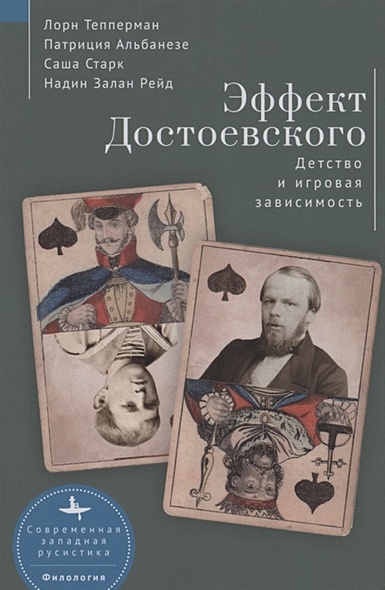 Лорн Тепперман
Патриция Альбанезе
Саша Старк
Надин Залан Рейд
Эффект
Достоевского
Детство
и игровая
зависимость
Современная
западная
русистика
Филология